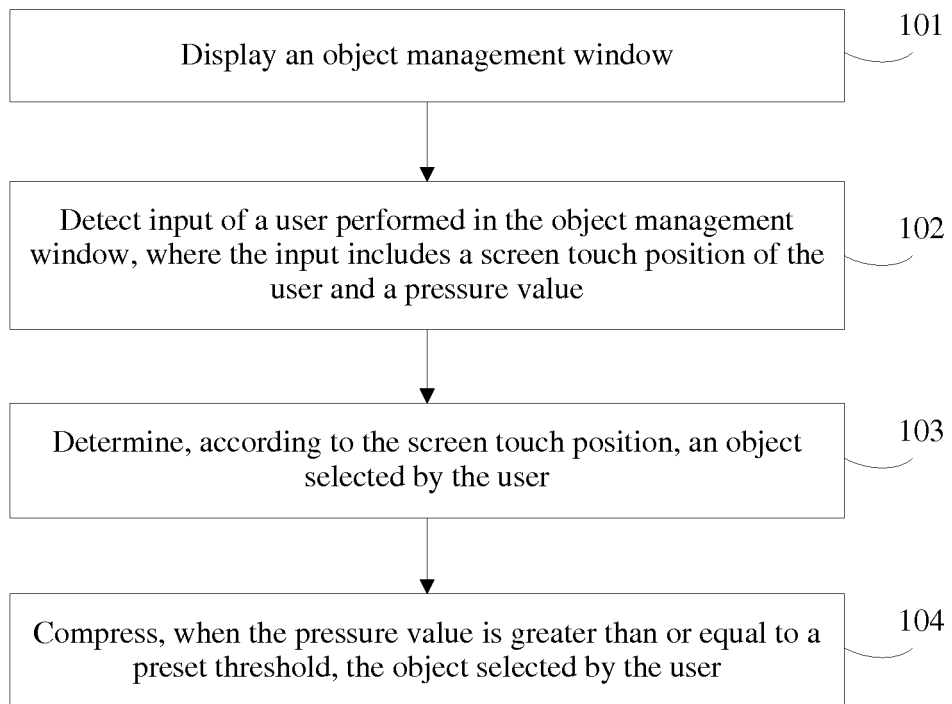 101
Display an object management window
Detect input of a user performed in the object management
window, where the input includes a screen touch position of the
user and a pressure value
102
Determine, according to the screen touch position, an object
selected by the user
103
Compress, when the pressure value is greater than or equal to a
preset threshold, the object selected by the user
104